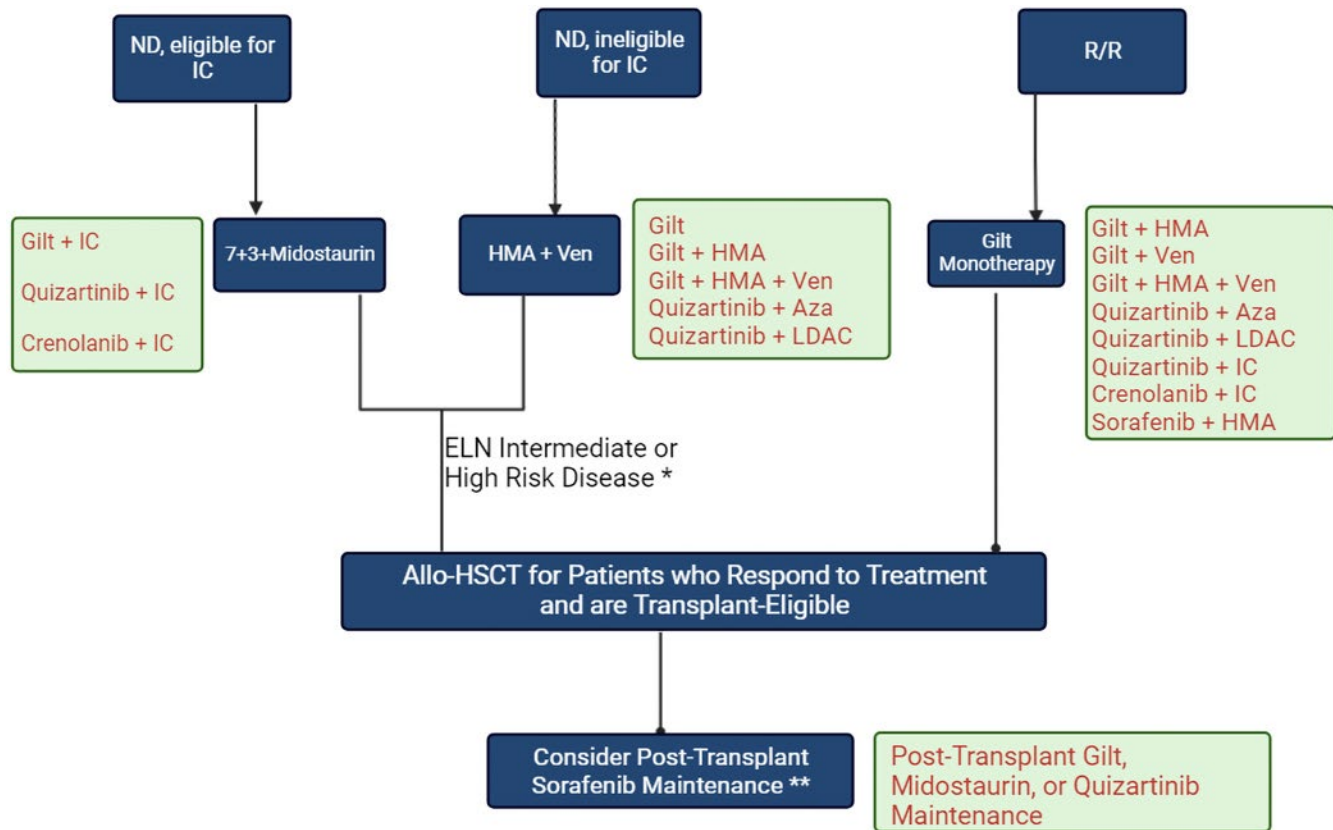 ND, eligible for
IC
ND, ineligible
for IC
R/R
Gilt + IC
Quizartinib + IC
Crenolanib + IC
7+3+Midostaurin
HMA + Ven
Gilt
Gilt + HMA
Gilt + HMA + Ven
Quizartinib + Aza
Quizartinib + LDAC
Gilt
Monotherapy
Gilt + HMA
Gilt + Ven
Gilt + HMA + Ven
Quizartinib + Aza
Quizartinib + LDAC
Quizartinib + IC
Crenolanib + IC
Sorafenib + HMA
ELN Intermediate or
High Risk Disease *
Allo-HSCT for Patients who Respond to Treatment
and are Transplant-Eligible
Consider Post-Transplant
Sorafenib Maintenance **
Post-Transplant Gilt,
Midostaurin, or Quizartinib
Maintenance